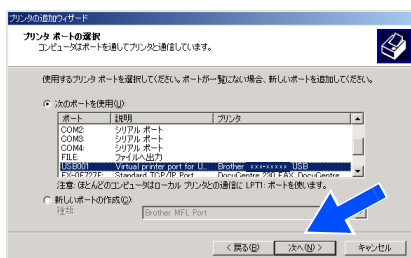 プリンタの追加ウィザード
プリンタ ポートの選択
コンピュータはポートを通してプリンタと通信しています。
使用するプリンタ ポートを選択してください。ポートが一覧にない場合、新しいポートを追加してください。
次のポートを使用(U):
ポート 説明 プリンタ
COM2: シリアル ポート
COM3: シリアル ポート
COM4: シリアル ポート
FILE: ファイルへ出力
USB001 Virtual printer port for U... Brother xxx-xxxxx USB
Standard TCP/IP Port DocuCentre 230 FAX, DocuCentre
注意: ほとんどのコンピュータはローカル プリンタとの通信に LPT1: ポートを使います。
新しいポートの作成(C):
種類: Brother MFL Port
< 戻る(B) 次へ(N) > キャンセル